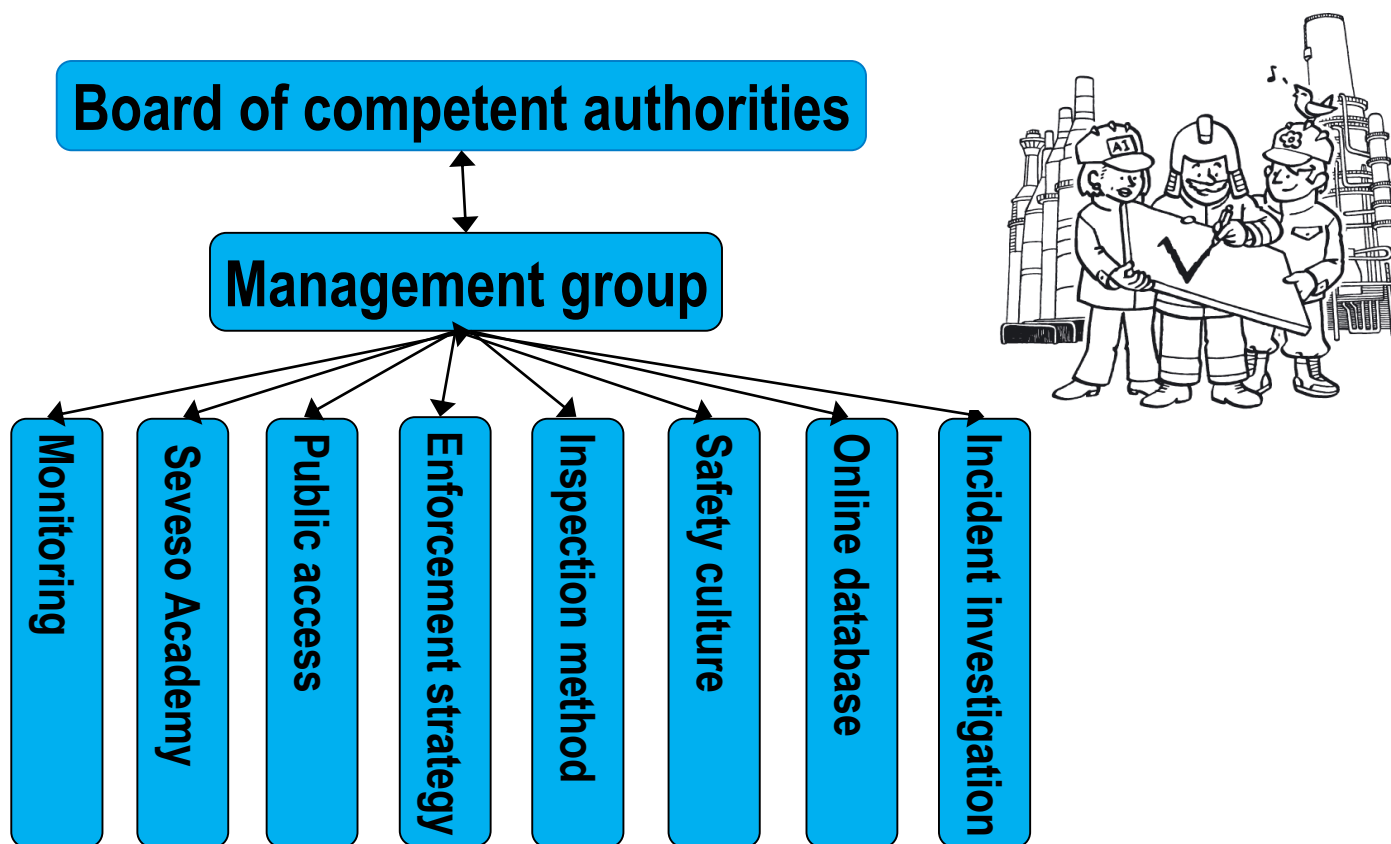 Board of competent authorities
AI
Management group
Monitoring
Seveso Academy
Public access
Enforcement strategy
Inspection method
Safety culture
Online database
Incident investigation